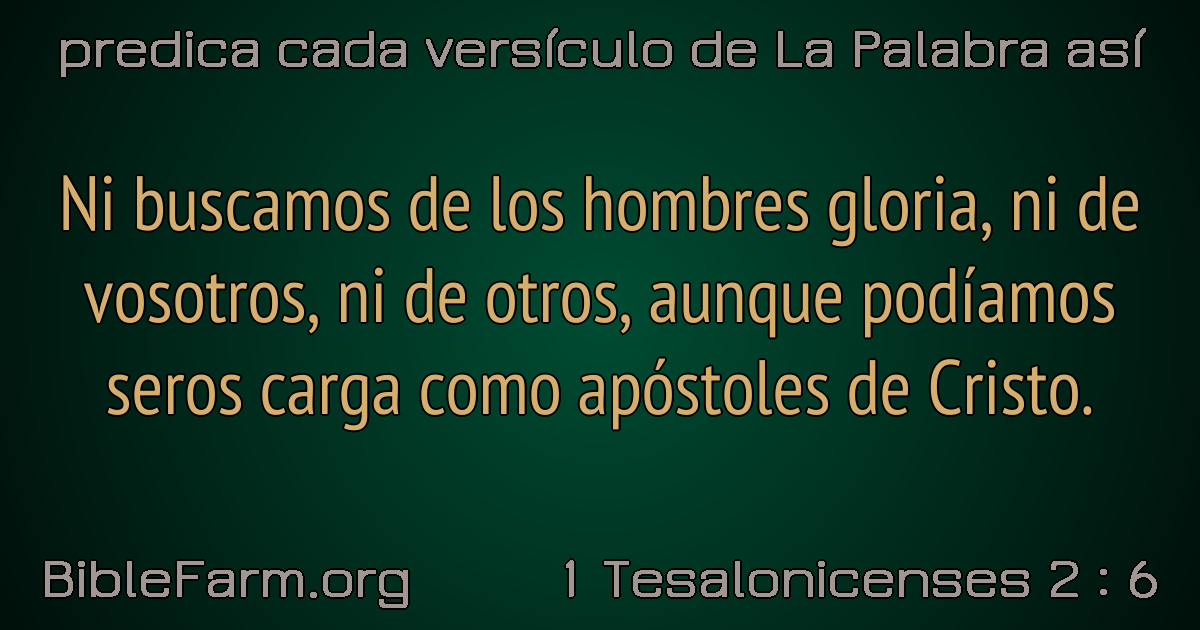 predica cada versículo de La Palabra así
Ni buscamos de los hombres gloria, ni de
vosotros, ni de otros, aunque podíamos
seros carga como apóstoles de Cristo.
BibleFarm.org
1 Tesalonicenses 2 : 6